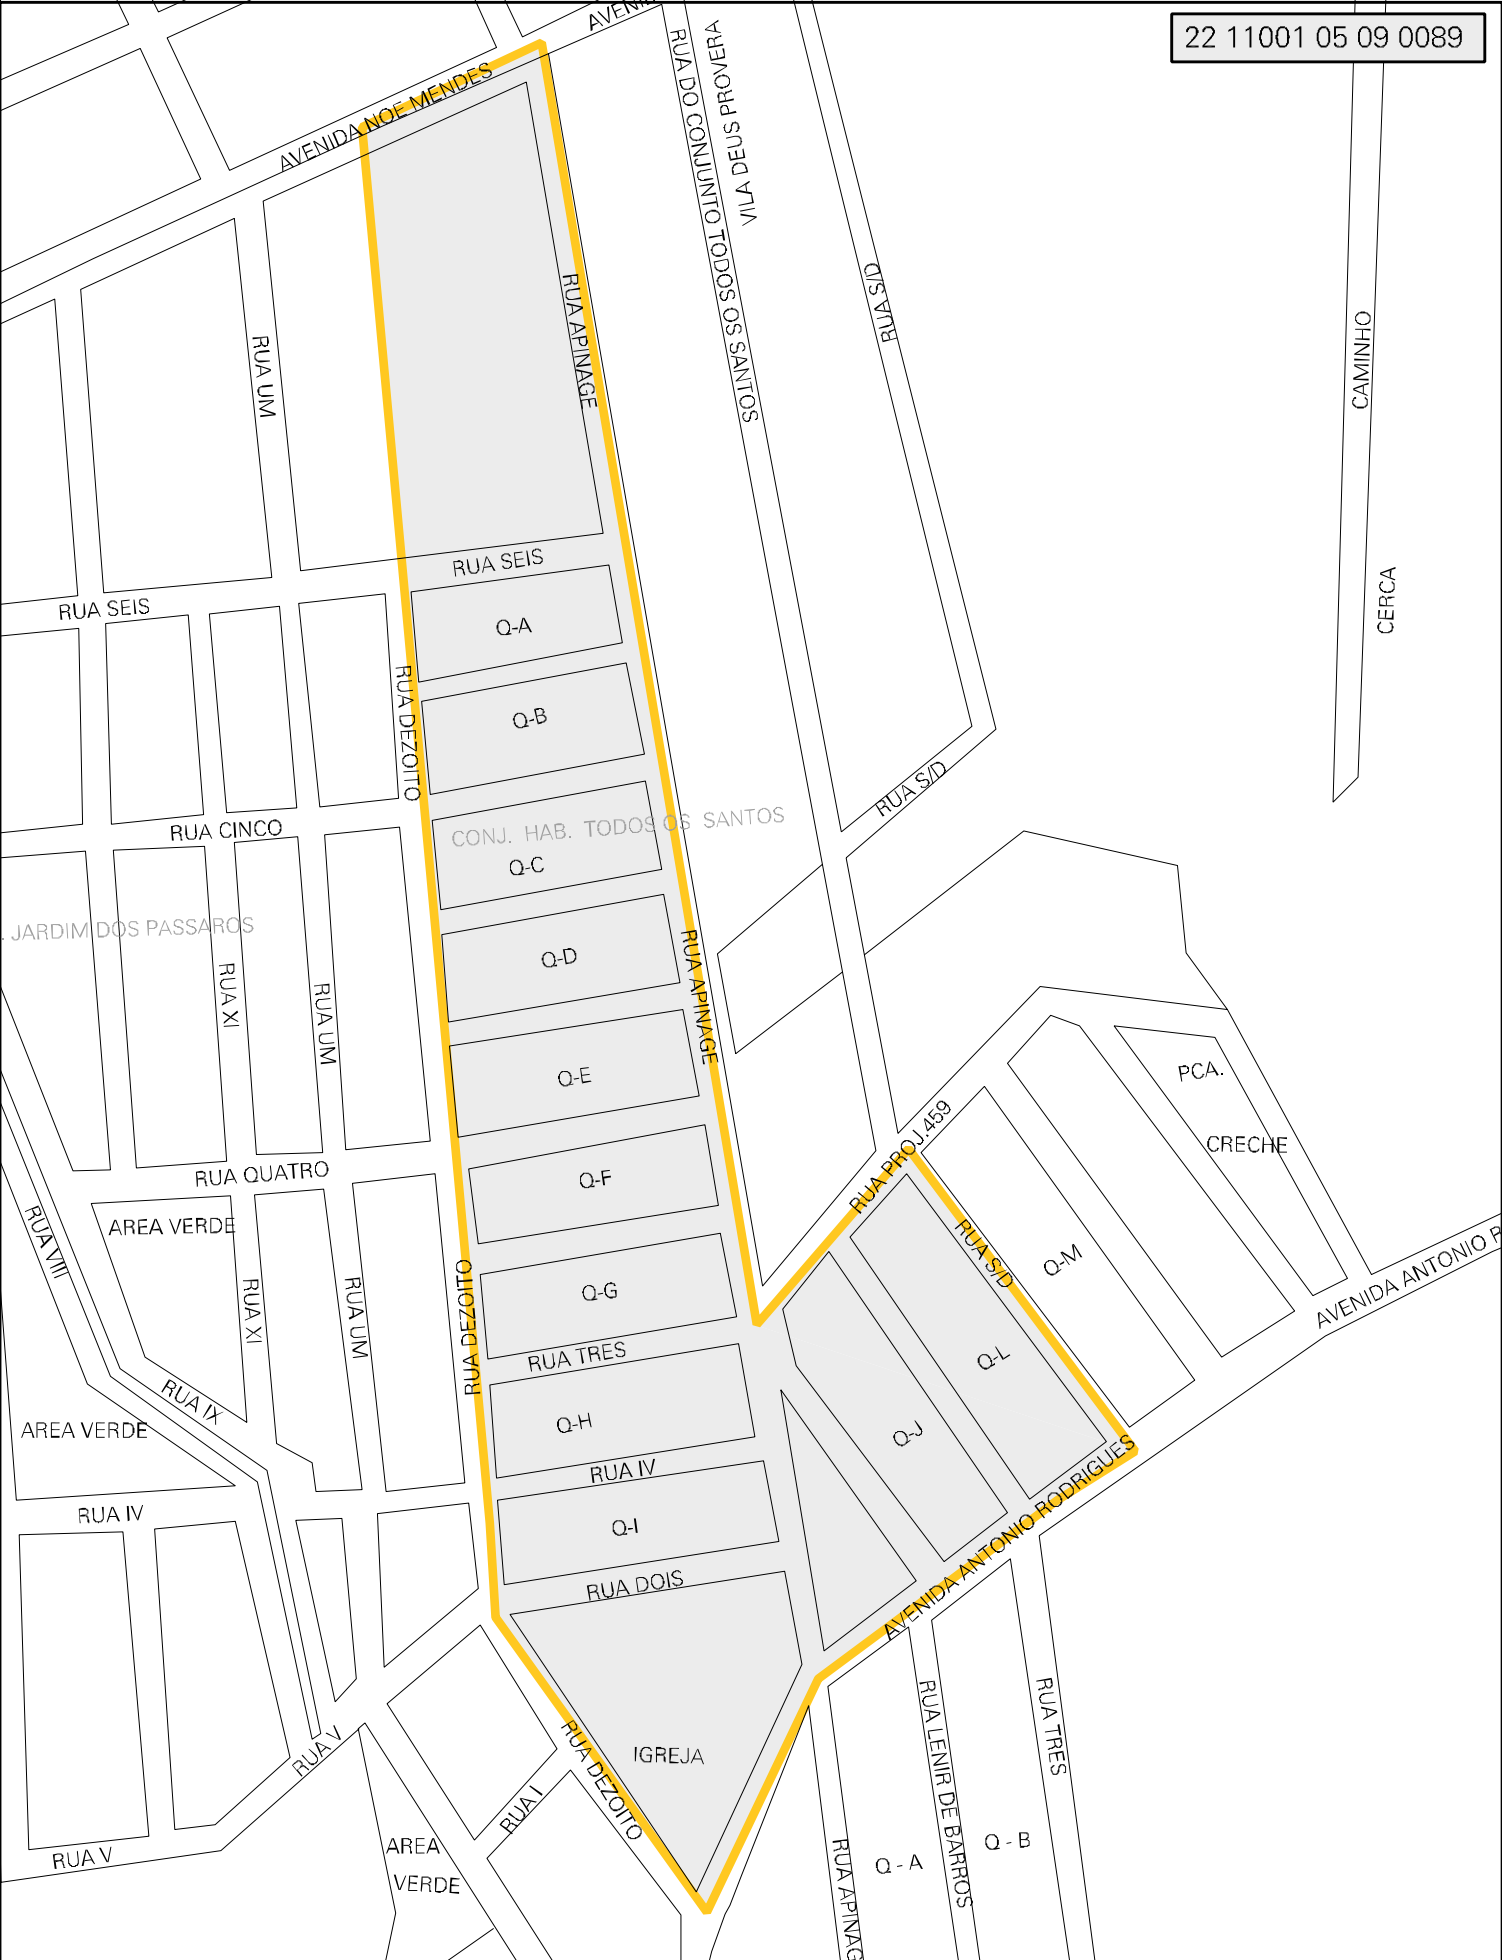 AVENID
22 11001 05 09 0089
AVENIDA NOE MENDES
RUA DO CONJUNTO TODOS OS SANTOS
VILA DEUS PROVERA
RUA APINAGE
RUA S/D
RUA UM
CAMINHO
RUA SEIS
CERCA
RUA SEIS
Q-A
RUA DEZOITO
Q-B
RUA S/D
RUA CINCO
CONJ. HAB. TODOS OS SANTOS
Q-C
. JARDIM DOS PASSAROS
RUA XI
RUA UM
Q-D
RUA APINAGE
Q-E
PCA.
CRECHE
RUA PROJ.459
RUA QUATRO
Q-F
AREA VERDE
RUA VIII
RUA S/D
Q-M
RUA XI
RUA UM
RUA DEZOITO
Q-G
AVENIDA ANTONIO R
RUA TRES
Q-L
RUA IX
AREA VERDE
Q-H
Q-J
RUA IV
RUA IV
Q-I
AVENIDA ANTONIO RODRIGUES
RUA DOIS
RUA V
RUA DEZOITO
IGREJA
RUA LENIR DE BARROS
RUA TRES
RUA I
RUA V
AREA
VERDE
RUA APINAG
Q - A
Q - B